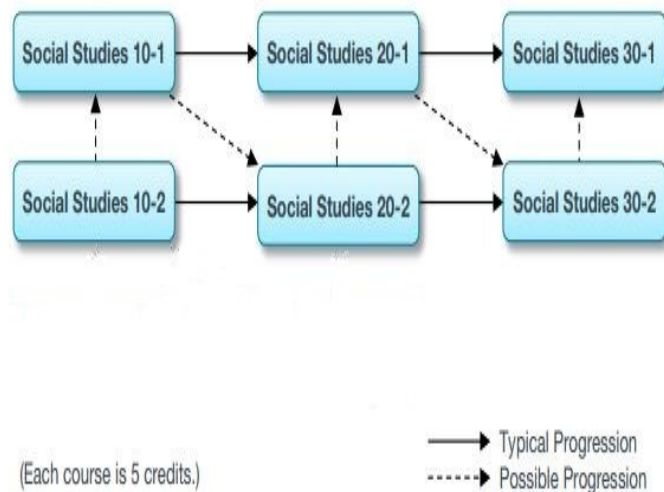 Social Studies 10-1
Social Studies 20-1
Social Studies 30-1
Social Studies 10-2
Social Studies 20-2
Social Studies 30-2
Typical Progression
(Each course is 5 credits.)
Possible Progression